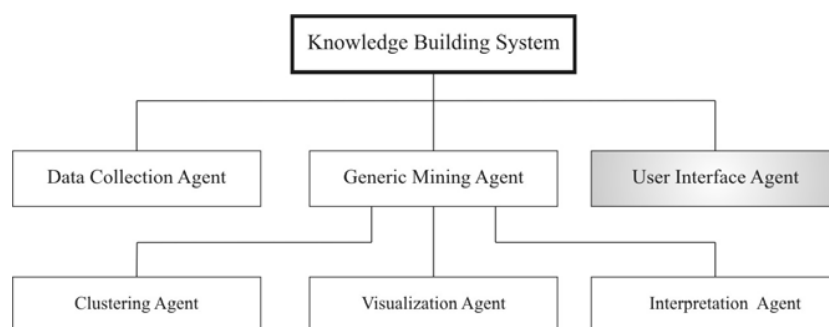 Knowledge Building System
Data Collection Agent
Generic Mining Agent
User Interface Agent
Clustering Agent
Visualization Agent
Interpretation Agent